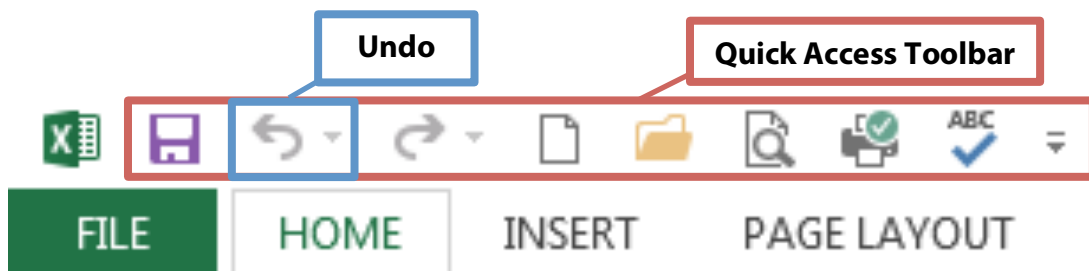 Undo
Quick Access Toolbar
X
ABC
FILE HOME INSERT PAGE LAYOUT